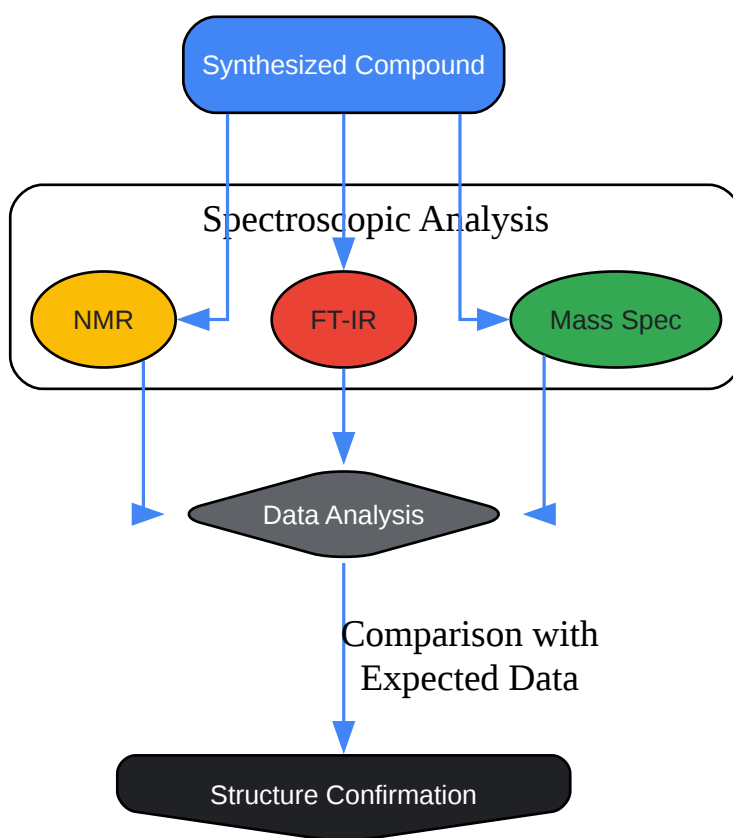 Synthesized Compound
Spectroscopic Analysis
NMR
FT-IR
Mass Spec
Data Analysis
Comparison with
Expected Data
Structure Confirmation